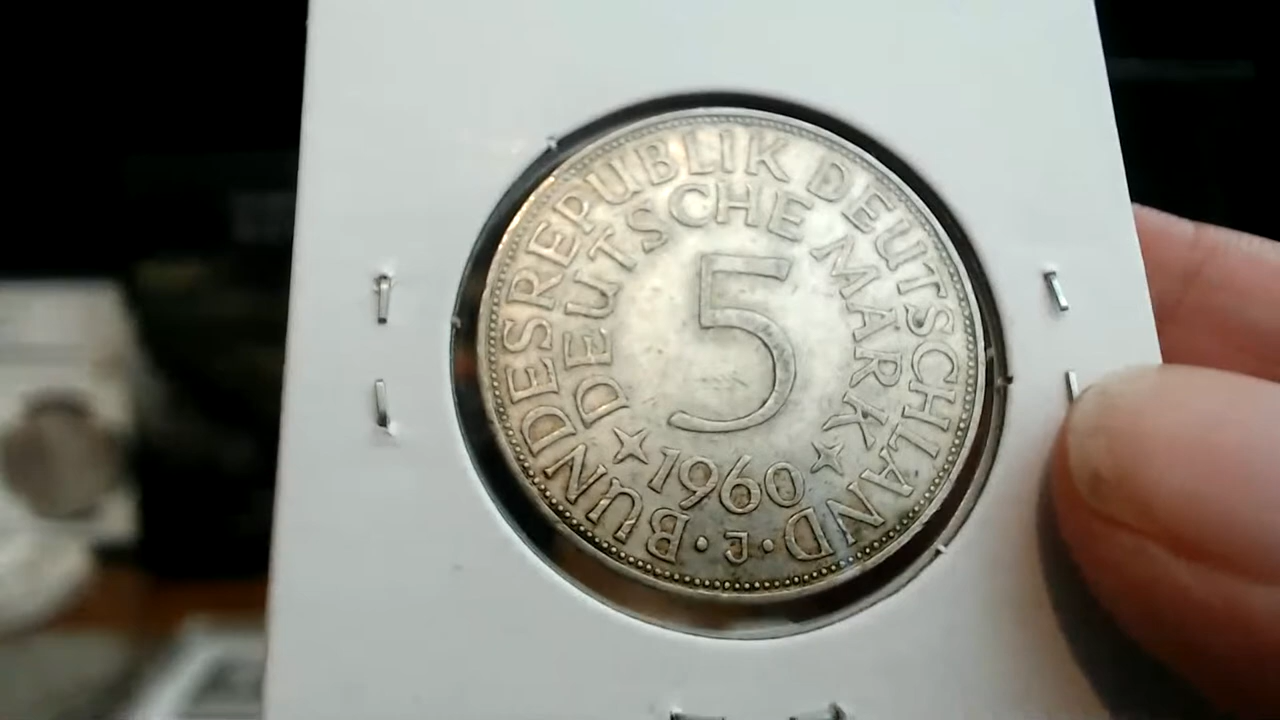 BUNDESREPUBLIK DEUTSCHLAND
DEUTSCHE MARK
5
1960
· J ·